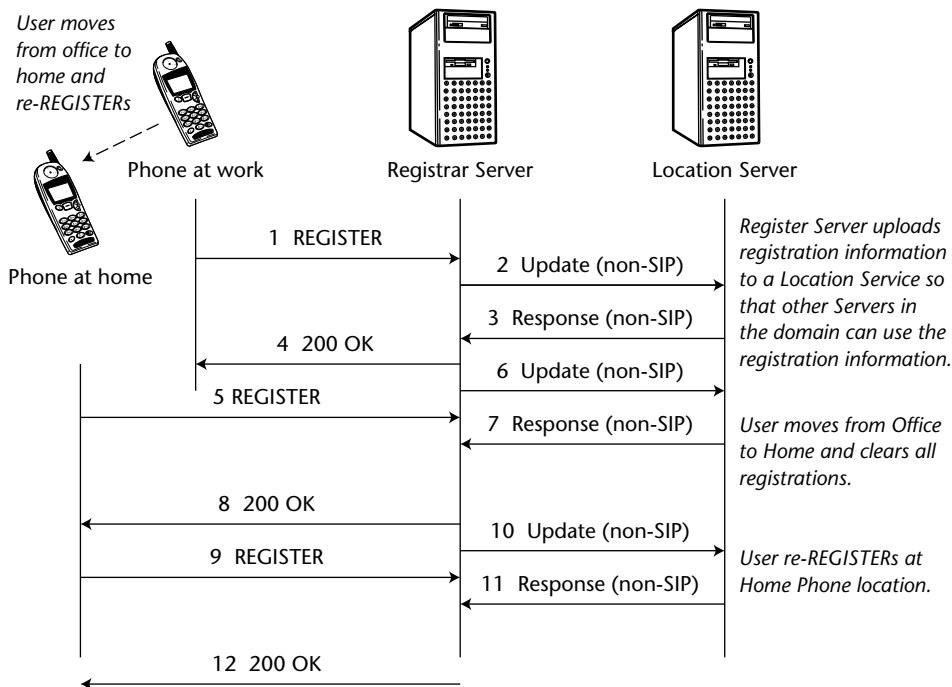 User moves
from office to
home and
re-REGISTERs
Phone at work
Registrar Server
Location Server
Phone at home
1 REGISTER
2 Update (non-SIP)
3 Response (non-SIP)
4 200 OK
Register Server uploads
registration information
to a Location Service so
that other Servers in
the domain can use the
registration information.
5 REGISTER
6 Update (non-SIP)
7 Response (non-SIP)
8 200 OK
User moves from Office
to Home and clears all
registrations.
9 REGISTER
10 Update (non-SIP)
11 Response (non-SIP)
User re-REGISTERs at
Home Phone location.
12 200 OK